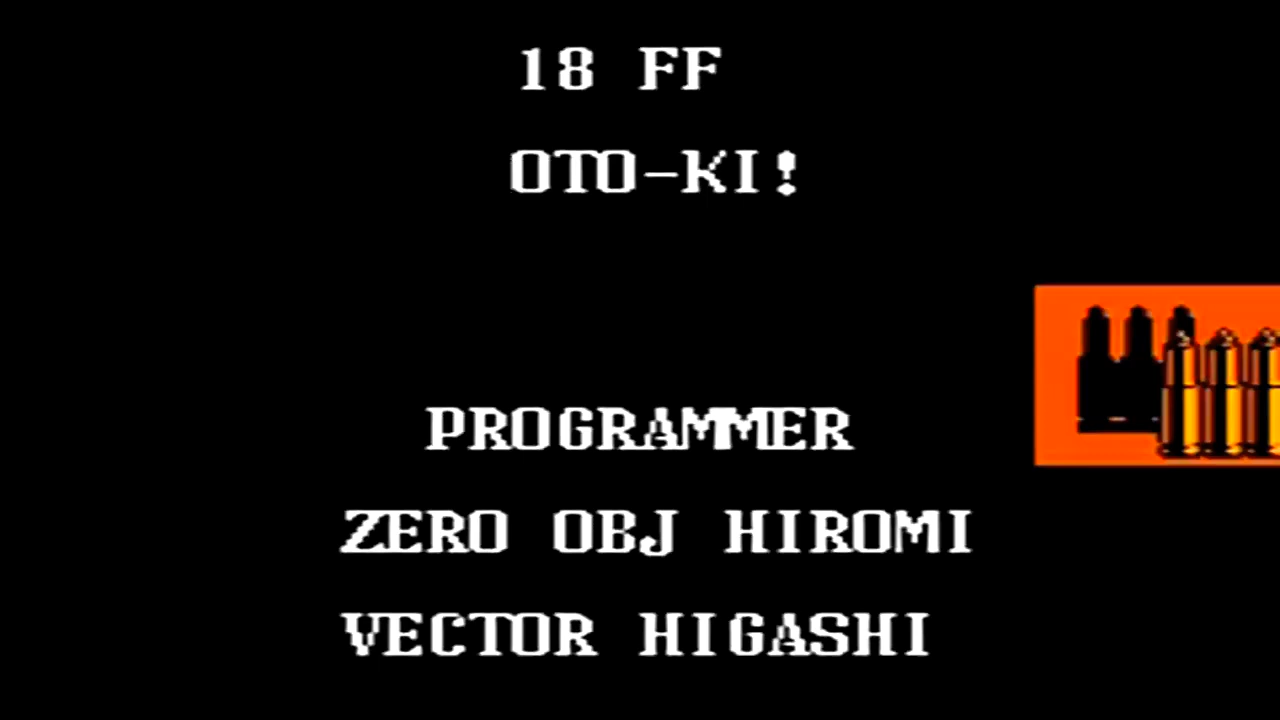 18 FF
OTO-KI!
PROGRAMMER
ZERO OBJ HIROMI
VECTOR HIGASHI